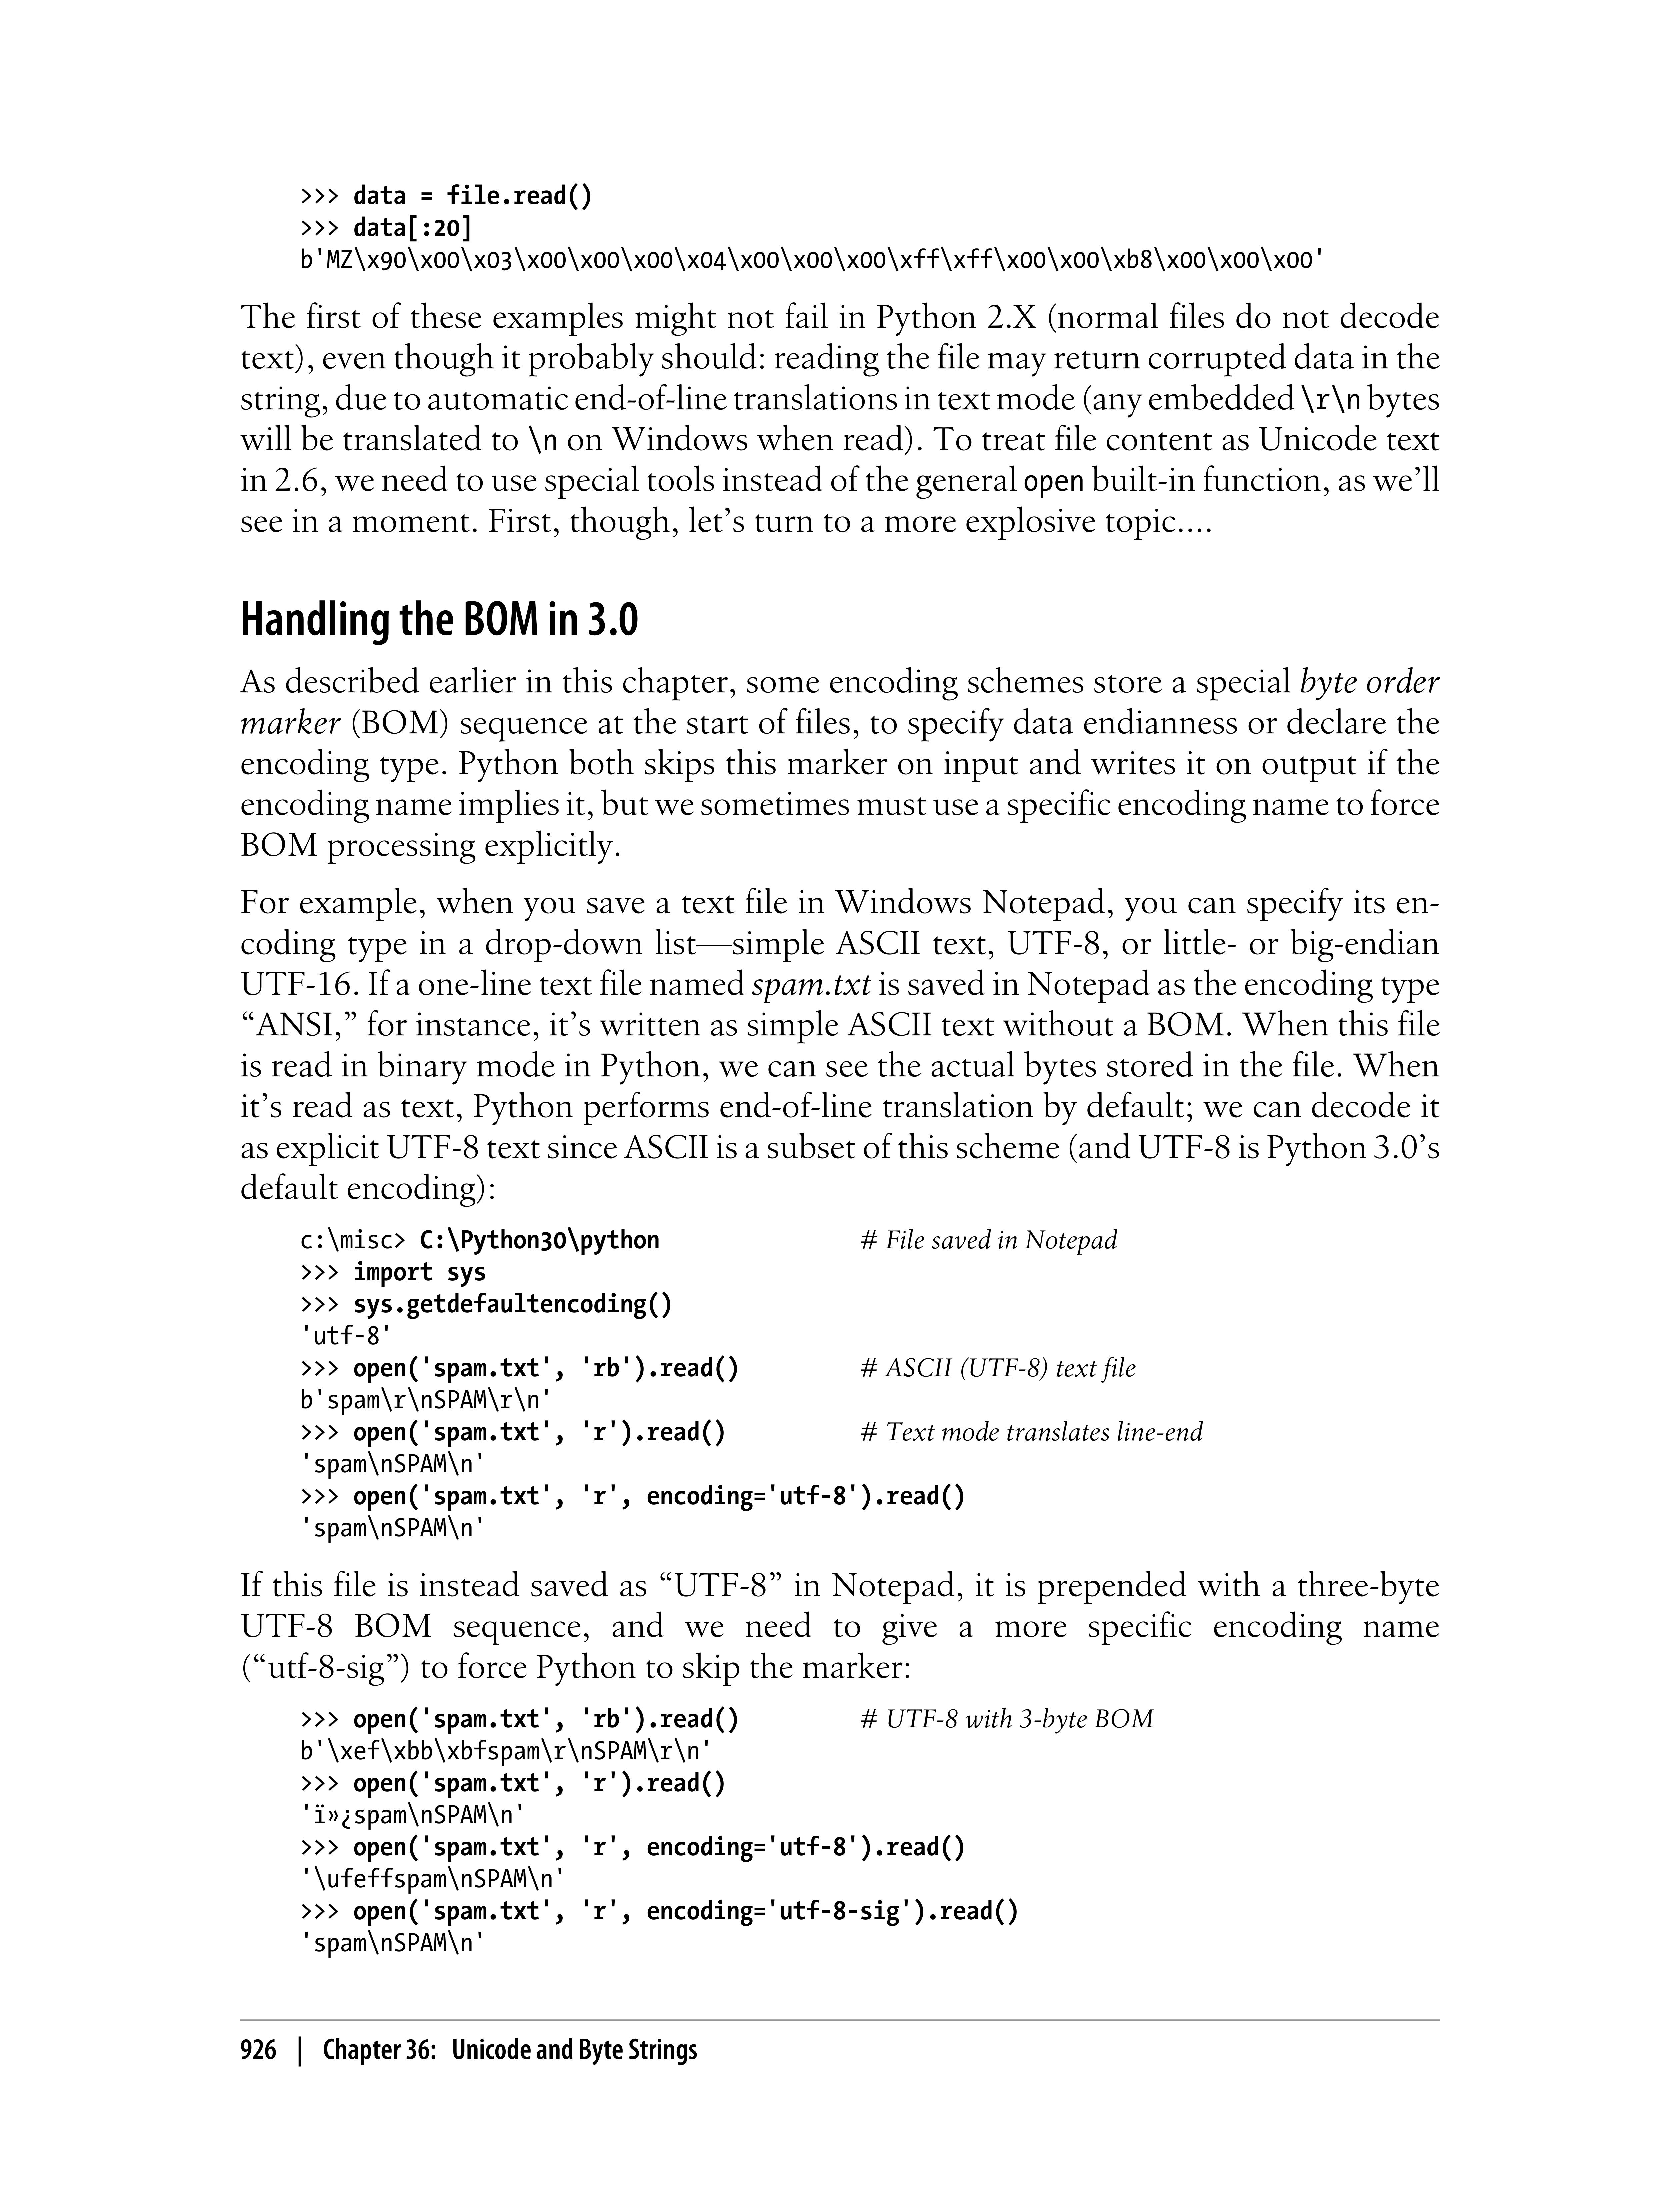 >>> data = file.read()
>>> data[:20]
b'MZ\x90\x00\x03\x00\x00\x00\x04\x00\x00\x00\xff\xff\x00\x00\xb8\x00\x00\x00'
The first of these examples might not fail in Python 2.X (normal files do not decode
text), even though it probably should: reading the file may return corrupted data in the
string, due to automatic end-of-line translations in text mode (any embedded \r\n bytes
will be translated to \n on Windows when read). To treat file content as Unicode text
in 2.6, we need to use special tools instead of the general open built-in function, as we’ll
see in a moment. First, though, let’s turn to a more explosive topic....
Handling the BOM in 3.0
As described earlier in this chapter, some encoding schemes store a special byte order
marker (BOM) sequence at the start of files, to specify data endianness or declare the
encoding type. Python both skips this marker on input and writes it on output if the
encoding name implies it, but we sometimes must use a specific encoding name to force
BOM processing explicitly.
For example, when you save a text file in Windows Notepad, you can specify its en-
coding type in a drop-down list—simple ASCII text, UTF-8, or little- or big-endian
UTF-16. If a one-line text file named spam.txt is saved in Notepad as the encoding type
“ANSI,” for instance, it’s written as simple ASCII text without a BOM. When this file
is read in binary mode in Python, we can see the actual bytes stored in the file. When
it’s read as text, Python performs end-of-line translation by default; we can decode it
as explicit UTF-8 text since ASCII is a subset of this scheme (and UTF-8 is Python 3.0’s
default encoding):
c:\misc> C:\Python30\python # File saved in Notepad
>>> import sys
>>> sys.getdefaultencoding()
'utf-8'
>>> open('spam.txt', 'rb').read() # ASCII (UTF-8) text file
b'spam\r\nSPAM\r\n'
>>> open('spam.txt', 'r').read() # Text mode translates line-end
'spam\nSPAM\n'
>>> open('spam.txt', 'r', encoding='utf-8').read()
'spam\nSPAM\n'
If this file is instead saved as “UTF-8” in Notepad, it is prepended with a three-byte
UTF-8 BOM sequence, and we need to give a more specific encoding name
(“utf-8-sig”) to force Python to skip the marker:
>>> open('spam.txt', 'rb').read() # UTF-8 with 3-byte BOM
b'\xef\xbb\xbfspam\r\nSPAM\r\n'
>>> open('spam.txt', 'r').read()
'ï»¿spam\nSPAM\n'
>>> open('spam.txt', 'r', encoding='utf-8').read()
'\ufeffspam\nSPAM\n'
>>> open('spam.txt', 'r', encoding='utf-8-sig').read()
'spam\nSPAM\n'
926 | Chapter 36: Unicode and Byte Strings